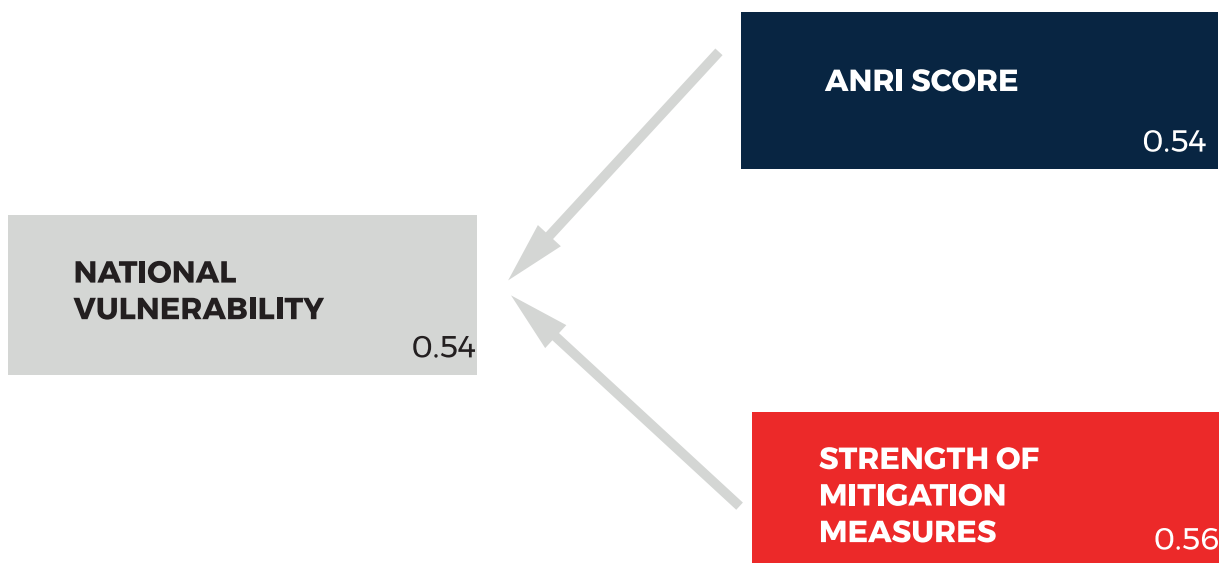 ANRI SCORE
0.54
NATIONAL
VULNERABILITY
0.54
STRENGTH OF
MITIGATION
MEASURES
0.56